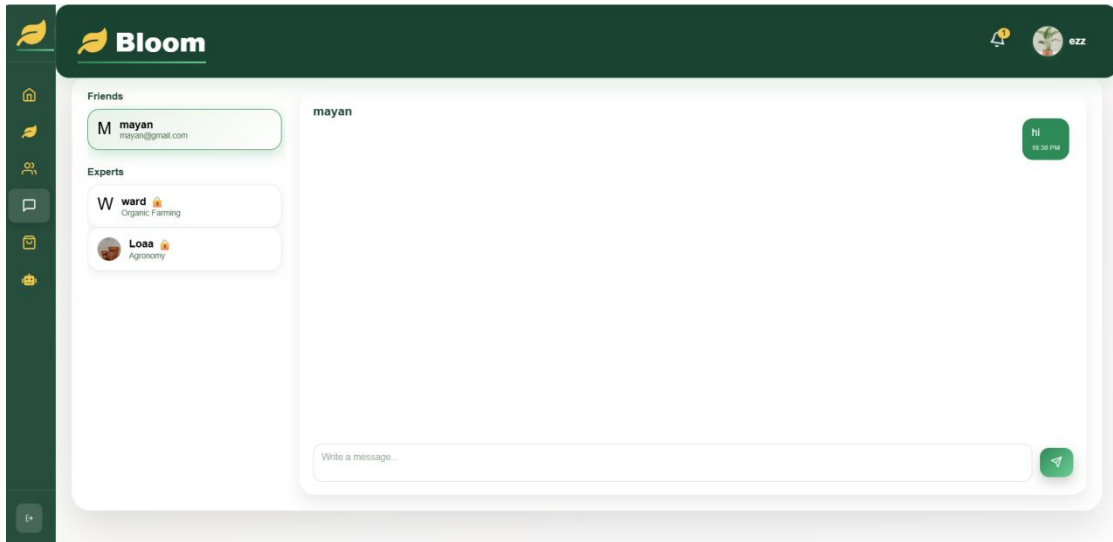 Bloom
1
ezz
Friends
M mayan
mayan@gmail.com
Experts
W ward
Organic Farming
Loaa
Agronomy
mayan
hi
10:30 PM
Write a message...